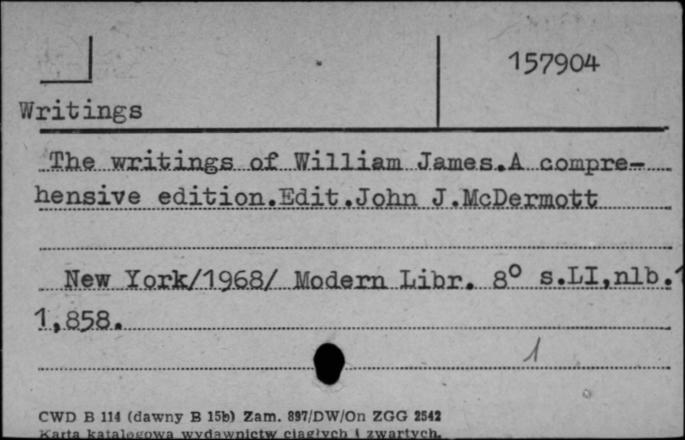 157904
Writings
The writings of William James.A compre-
hensive edition.Edit.John J.McDermott
New York/1968/ Modern Libr. 8° s.LI,nlb.1
1,858.
1
CWD B 114 (dawny B 15b) Zam. 897/DW/On ZGG 2542
Karta katalogowa wydawnictw ciągłych i zwartych.